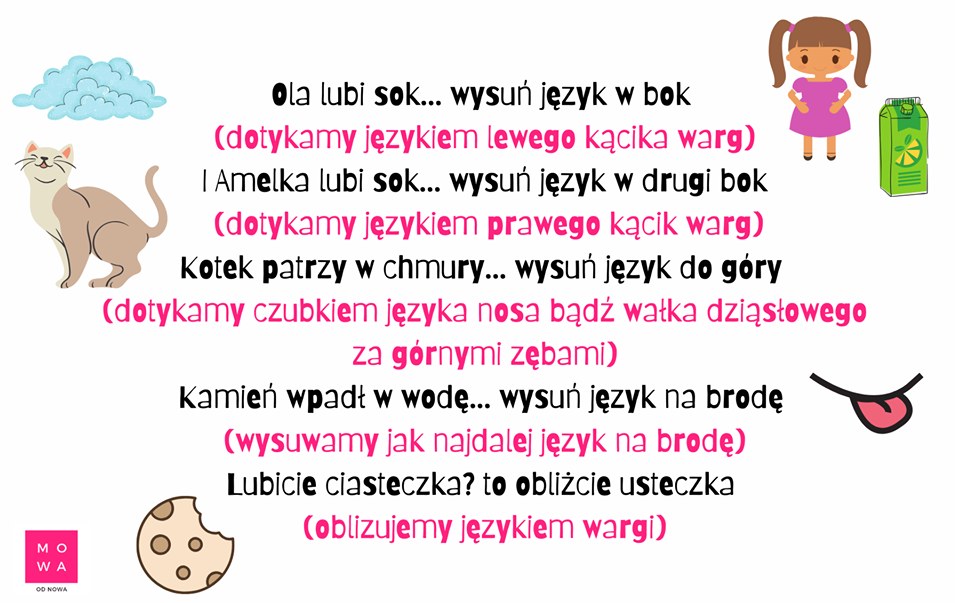 Ola lubi sok... wysuń język w bok
(dotykamy językiem lewego kącika warg)
I Amelka lubi sok... wysuń język w drugi bok
(dotykamy językiem prawego kącik warg)
Kotek patrzy w chmury... wysuń język do góry
(dotykamy czubkiem języka nosa bądź wałka dziąsłowego
za górnymi zębami)
Kamień wpadł w wodę... wysuń język na brodę
(wysuwamy jak najdalej język na brodę)
Lubicie ciasteczka? to obliżcie usteczka
(oblizujemy językiem wargi)
MO
WA
OD NOWA